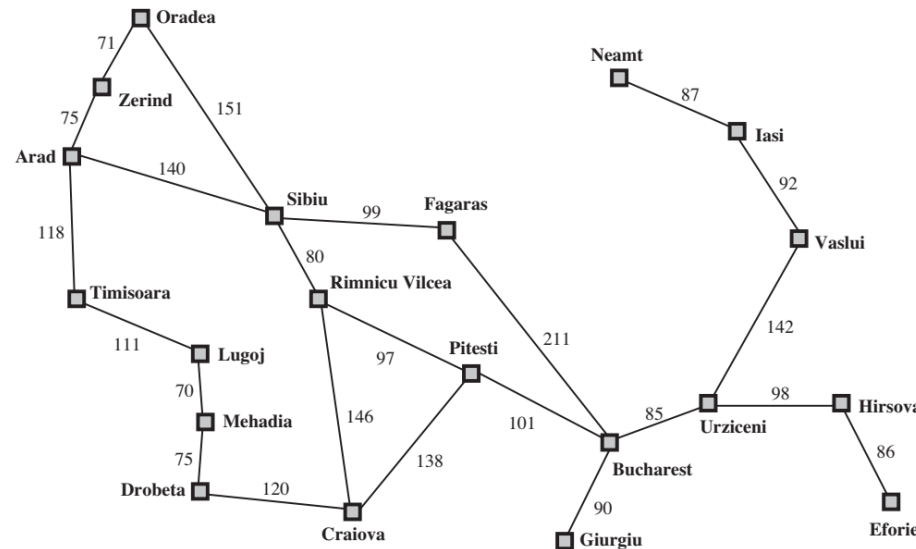 Oradea
71
Neamt
87
Zerind
151
75
Iasi
Arad
140
92
Sibiu
Fagaras
99
118
Vaslui
80
Timisoara
Rimnicu Vilcea
142
111
211
Lugoj
97
Pitesti
70
98
146
101
85
Hirsova
Mehadia
Urziceni
138
86
75
Bucharest
Drobeta
120
90
Craiova
Eforie
Giurgiu